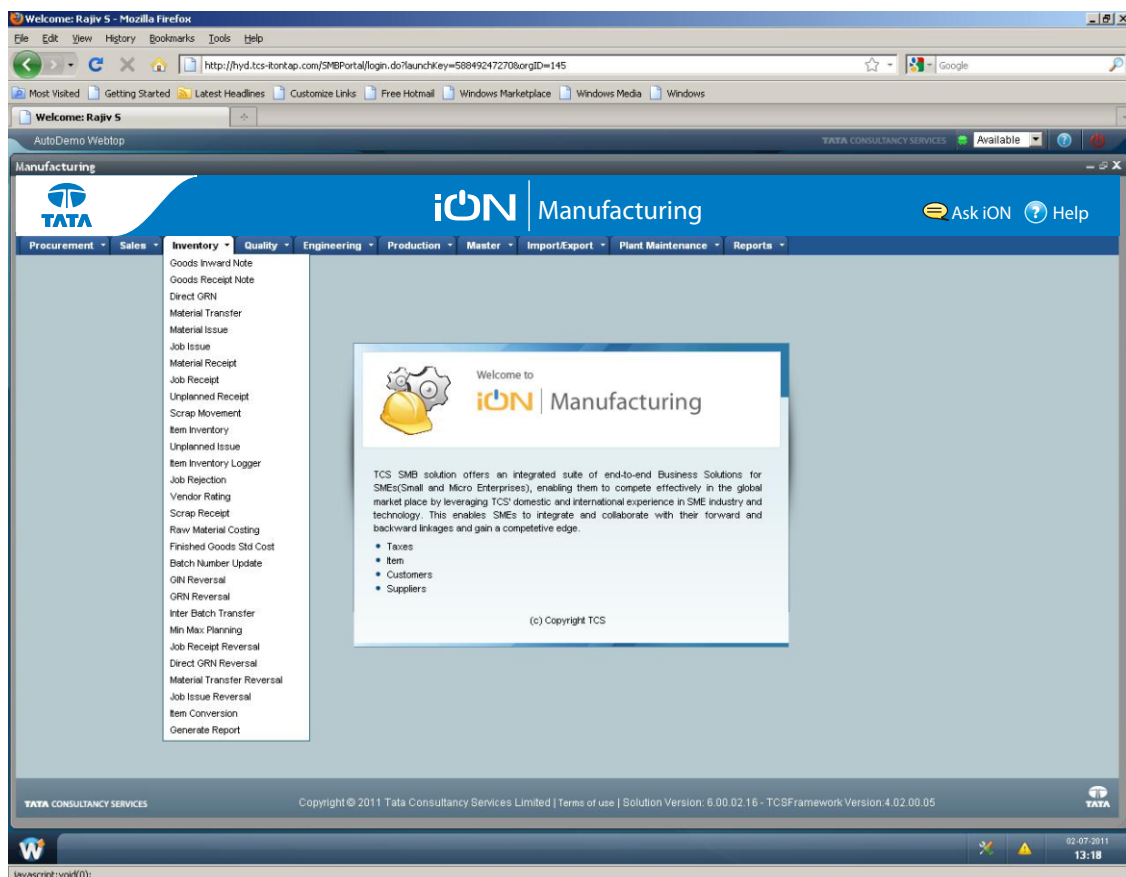 Welcome: Rajiv S - Mozilla Firefox
File Edit View History Bookmarks Tools Help
http://hyd.tcs-itontap.com/SMBPortal/login.do?launchKey=5884924727 0&orgID=145 Google
Most Visited Getting Started Latest Headlines Customize Links Free Hotmail Windows Marketplace Windows Media Windows
Welcome: Rajiv S
AutoDemo Webtop TATA CONSULTANCY SERVICES Available
Manufacturing
TATA iON Manufacturing Ask iON Help
Procurement Sales Inventory Quality Engineering Production Master Import/Export Plant Maintenance Reports
Goods Inward Note
Goods Receipt Note
Direct GRN
Material Transfer
Material Issue
Job Issue
Material Receipt
Job Receipt
Unplanned Receipt
Scrap Movement
Item Inventory
Unplanned Issue
Item Inventory Logger
Job Rejection
Vendor Rating
Scrap Receipt
Raw Material Costing
Finished Goods Std Cost
Batch Number Update
GIN Reversal
GRN Reversal
Inter Batch Transfer
Min Max Planning
Job Receipt Reversal
Direct GRN Reversal
Material Transfer Reversal
Job Issue Reversal
Item Conversion
Generate Report
Welcome to
iON Manufacturing
TCS SMB solution offers an integrated suite of end-to-end Business Solutions for
SMEs(Small and Micro Enterprises), enabling them to compete effectively in the global
market place by leveraging TCS' domestic and international experience in SME industry and
technology. This enables SMEs to integrate and collaborate with their forward and
backward linkages and gain a competetive edge.
Taxes
Item
Customers
Suppliers
(c) Copyright TCS
TATA CONSULTANCY SERVICES Copyright © 2011 Tata Consultancy Services Limited | Terms of use | Solution Version: 6.00.02.16 - TCSFramework Version:4.02.00.05 TATA
W 02-07-2011
13:18
javascript:void(0);